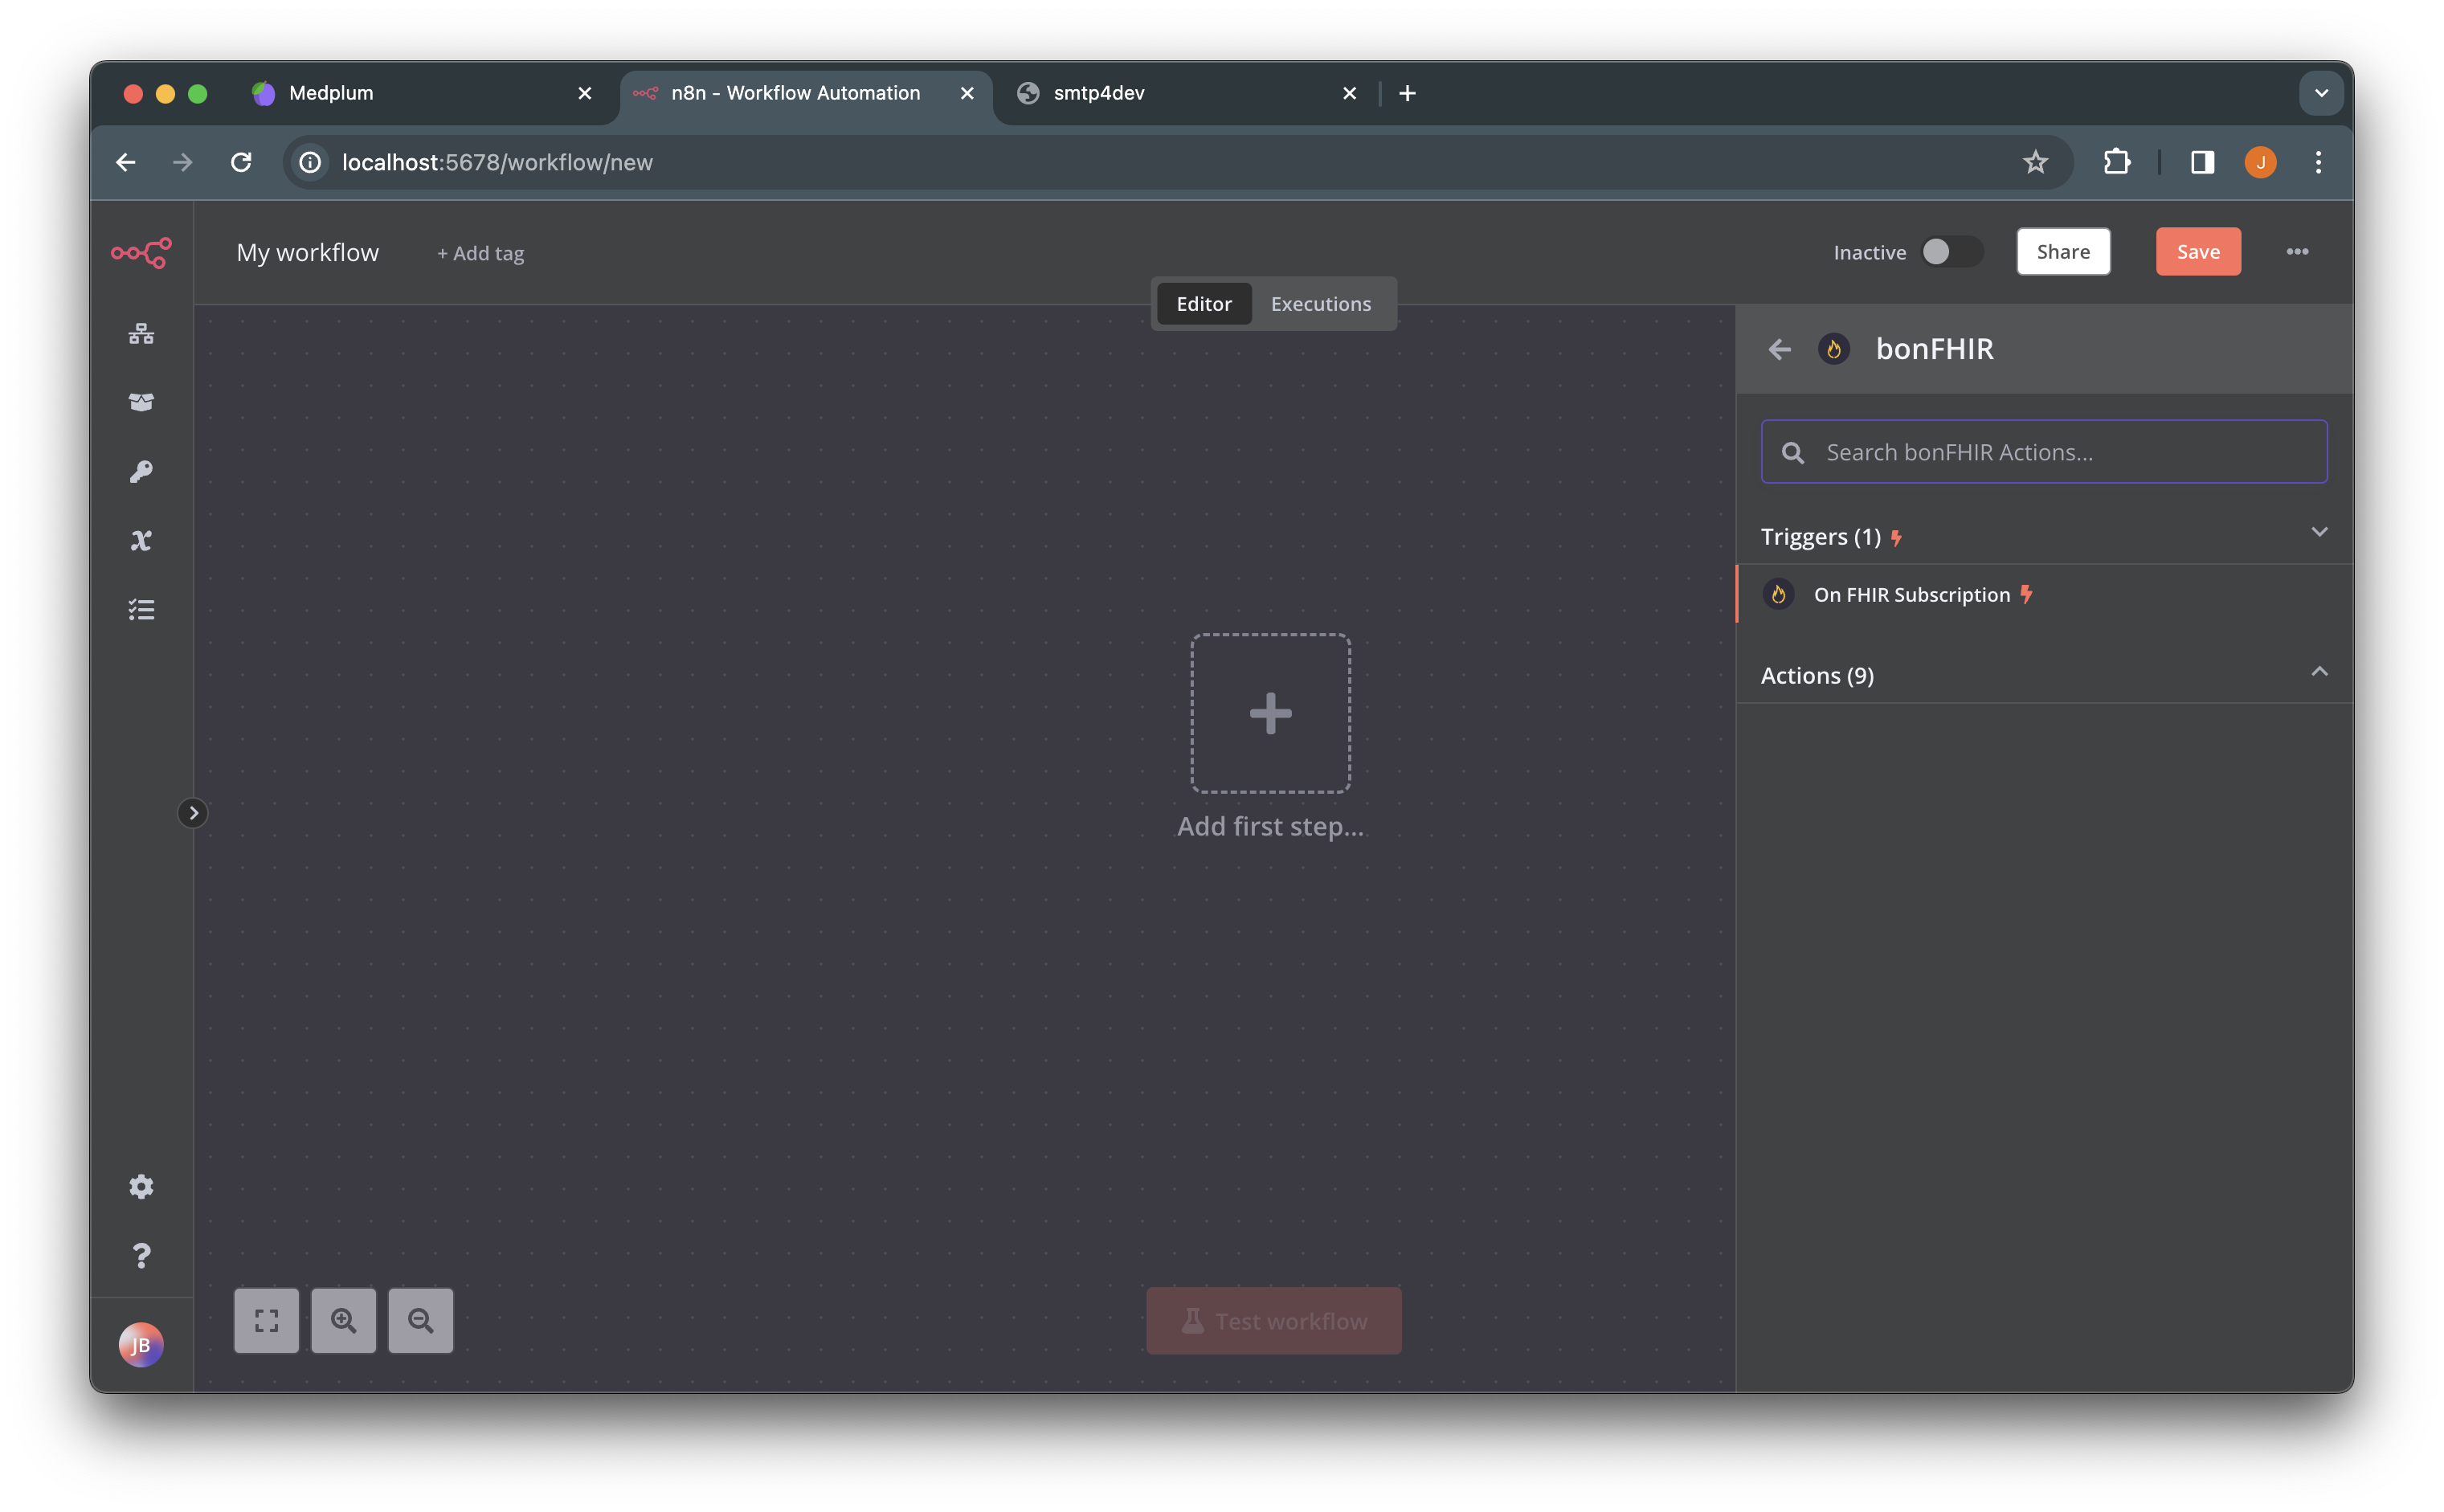 Medplum
n8n - Workflow Automation
smtp4dev
localhost:5678/workflow/new
J
My workflow
+ Add tag
Inactive
Share
Save
Editor
Executions
bonFHIR
Search bonFHIR Actions...
Triggers (1)
On FHIR Subscription
Actions (9)
Add first step...
Test workflow
JB